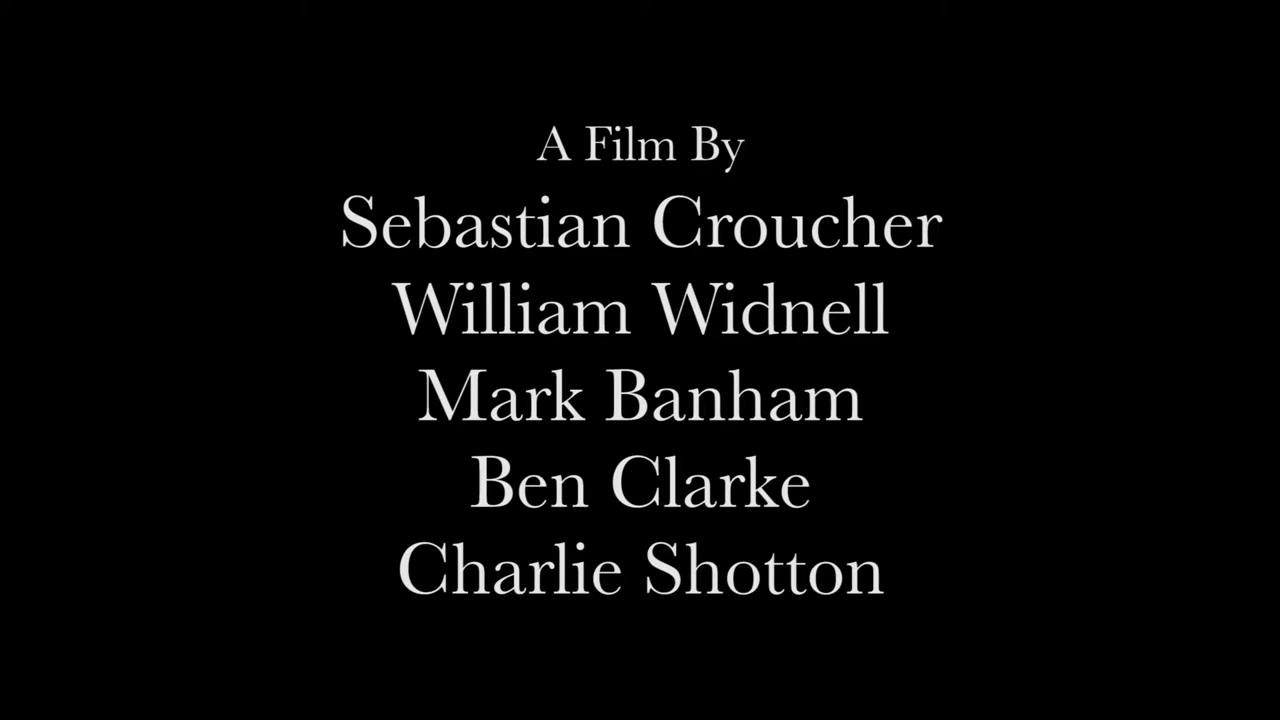 A Film By
Sebastian Croucher
William Widnell
Mark Banham
Ben Clarke
Charlie Shotton